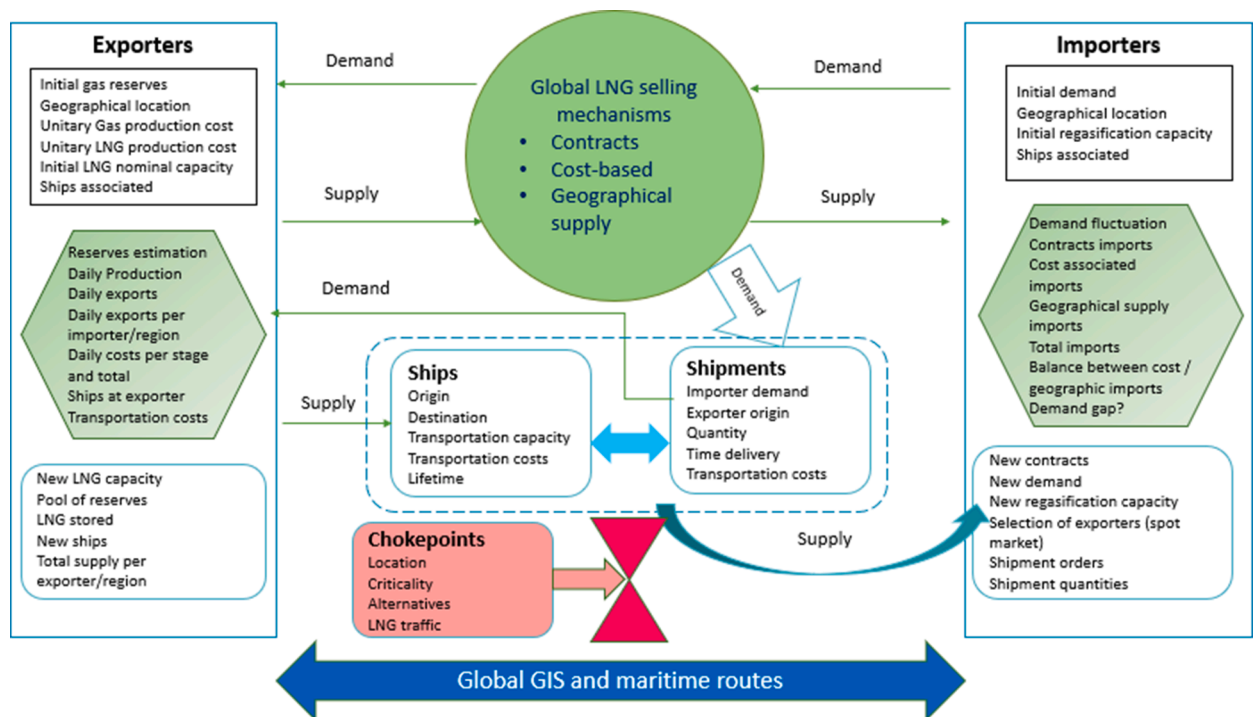 Exporters
Initial gas reserves
Geographical location
Unitary Gas production cost
Unitary LNG production cost
Initial LNG nominal capacity
Ships associated
Reserves estimation
Daily Production
Daily exports
Daily exports per
importer/region
Daily costs per stage
and total
Ships at exporter
Transportation costs
New LNG capacity
Pool of reserves
LNG stored
New ships
Total supply per
exporter/region
Demand
Supply
Demand
Supply
Global LNG selling
mechanisms
• Contracts
• Cost-based
• Geographical
supply
Demand
Ships
Origin
Destination
Transportation capacity
Transportation costs
Lifetime
Shipments
Importer demand
Exporter origin
Quantity
Time delivery
Transportation costs
Chokepoints
Location
Criticality
Alternatives
LNG traffic
Demand
Supply
Supply
Importers
Initial demand
Geographical location
Initial regasification capacity
Ships associated
Demand fluctuation
Contracts imports
Cost associated
imports
Geographical supply
imports
Total imports
Balance between cost /
geographic imports
Demand gap?
New contracts
New demand
New regasification capacity
Selection of exporters (spot
market)
Shipment orders
Shipment quantities
Global GIS and maritime routes